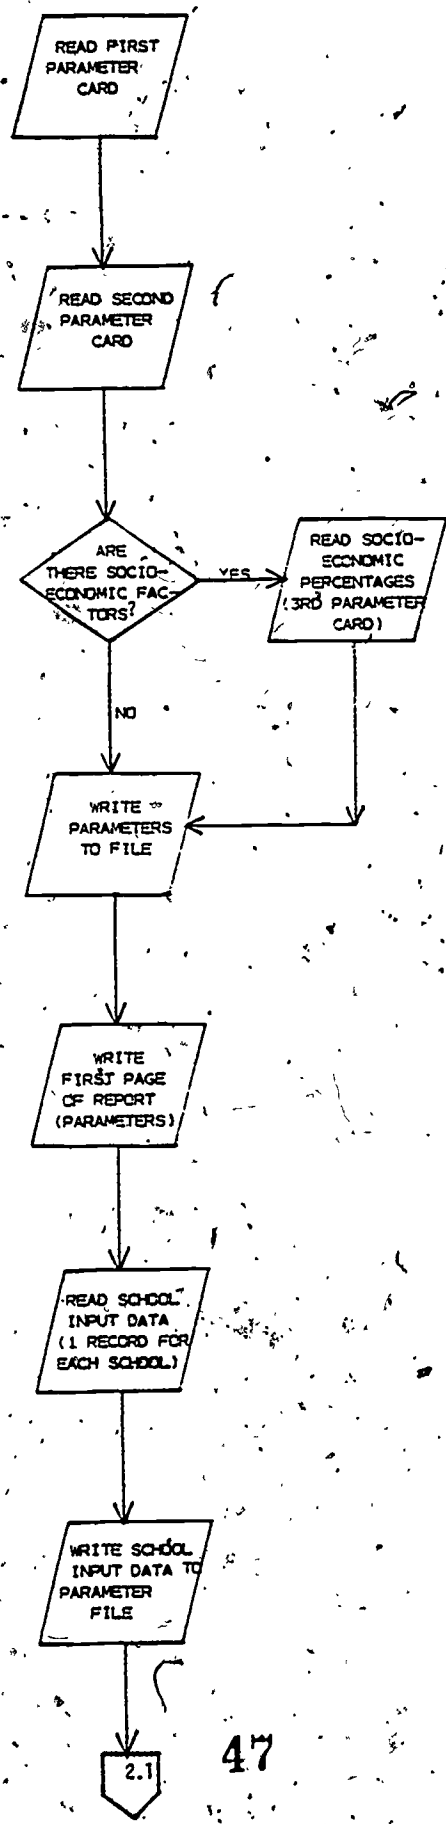 READ FIRST
PARAMETER
CARD
READ SECOND
PARAMETER
CARD
ARE
THERE SOCIO-
ECONOMIC FAC-
TORS?
YES
READ SOCIO-
ECONOMIC
PERCENTAGES
(3RD PARAMETER
CARD)
NO
WRITE
PARAMETERS
TO FILE
WRITE
FIRST PAGE
OF REPORT
(PARAMETERS)
READ SCHOOL
INPUT DATA
(1 RECORD FOR
EACH SCHOOL)
WRITE SCHOOL
INPUT DATA TO
PARAMETER
FILE
2.1
47